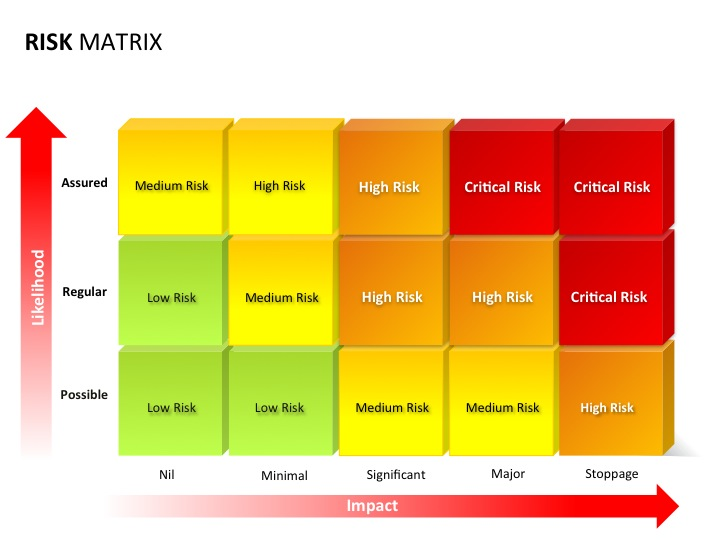 RISK MATRIX
Assured
Medium Risk
High Risk
High Risk
Critical Risk
Critical Risk
Likelihood
Regular
Low Risk
Medium Risk
High Risk
High Risk
Critical Risk
Possible
Low Risk
Low Risk
Medium Risk
Medium Risk
High Risk
Nil
Minimal
Significant
Major
Stoppage
Impact